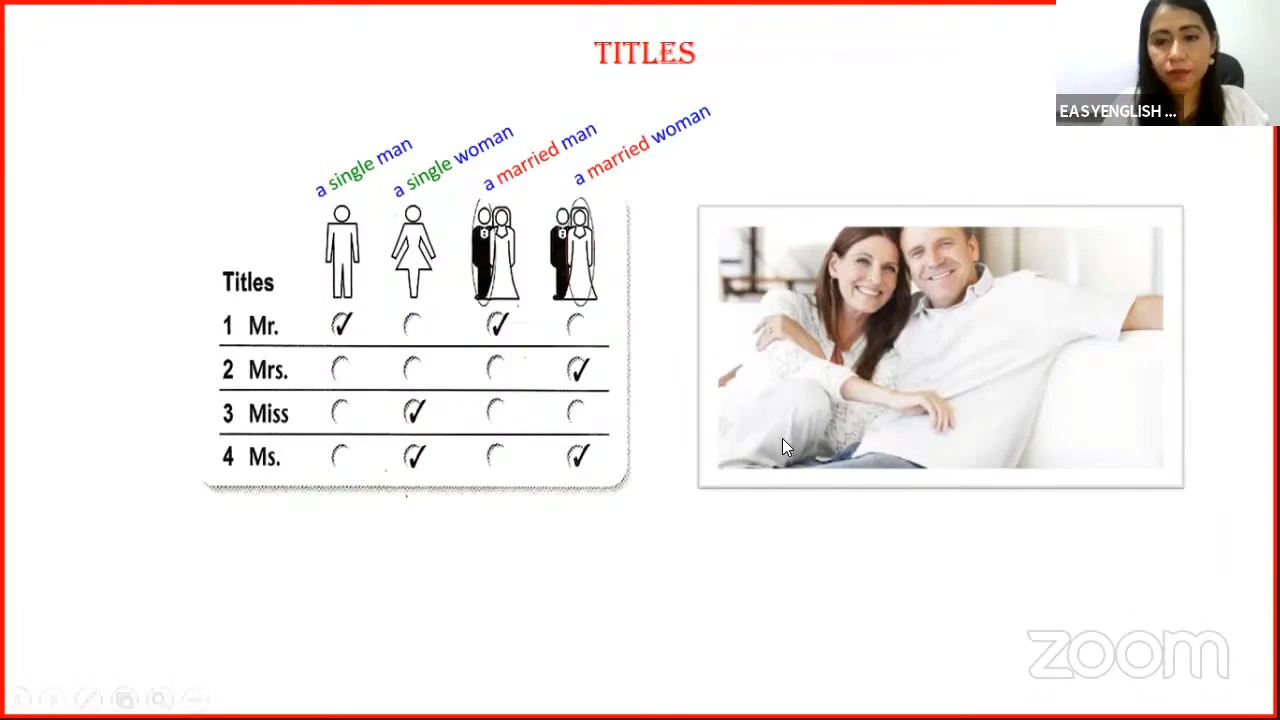 TITLES
EASYENGLISH ...
a single man
a single woman
a married man
a married woman
Titles
1 Mr.
2 Mrs.
3 Miss
4 Ms.
zoom